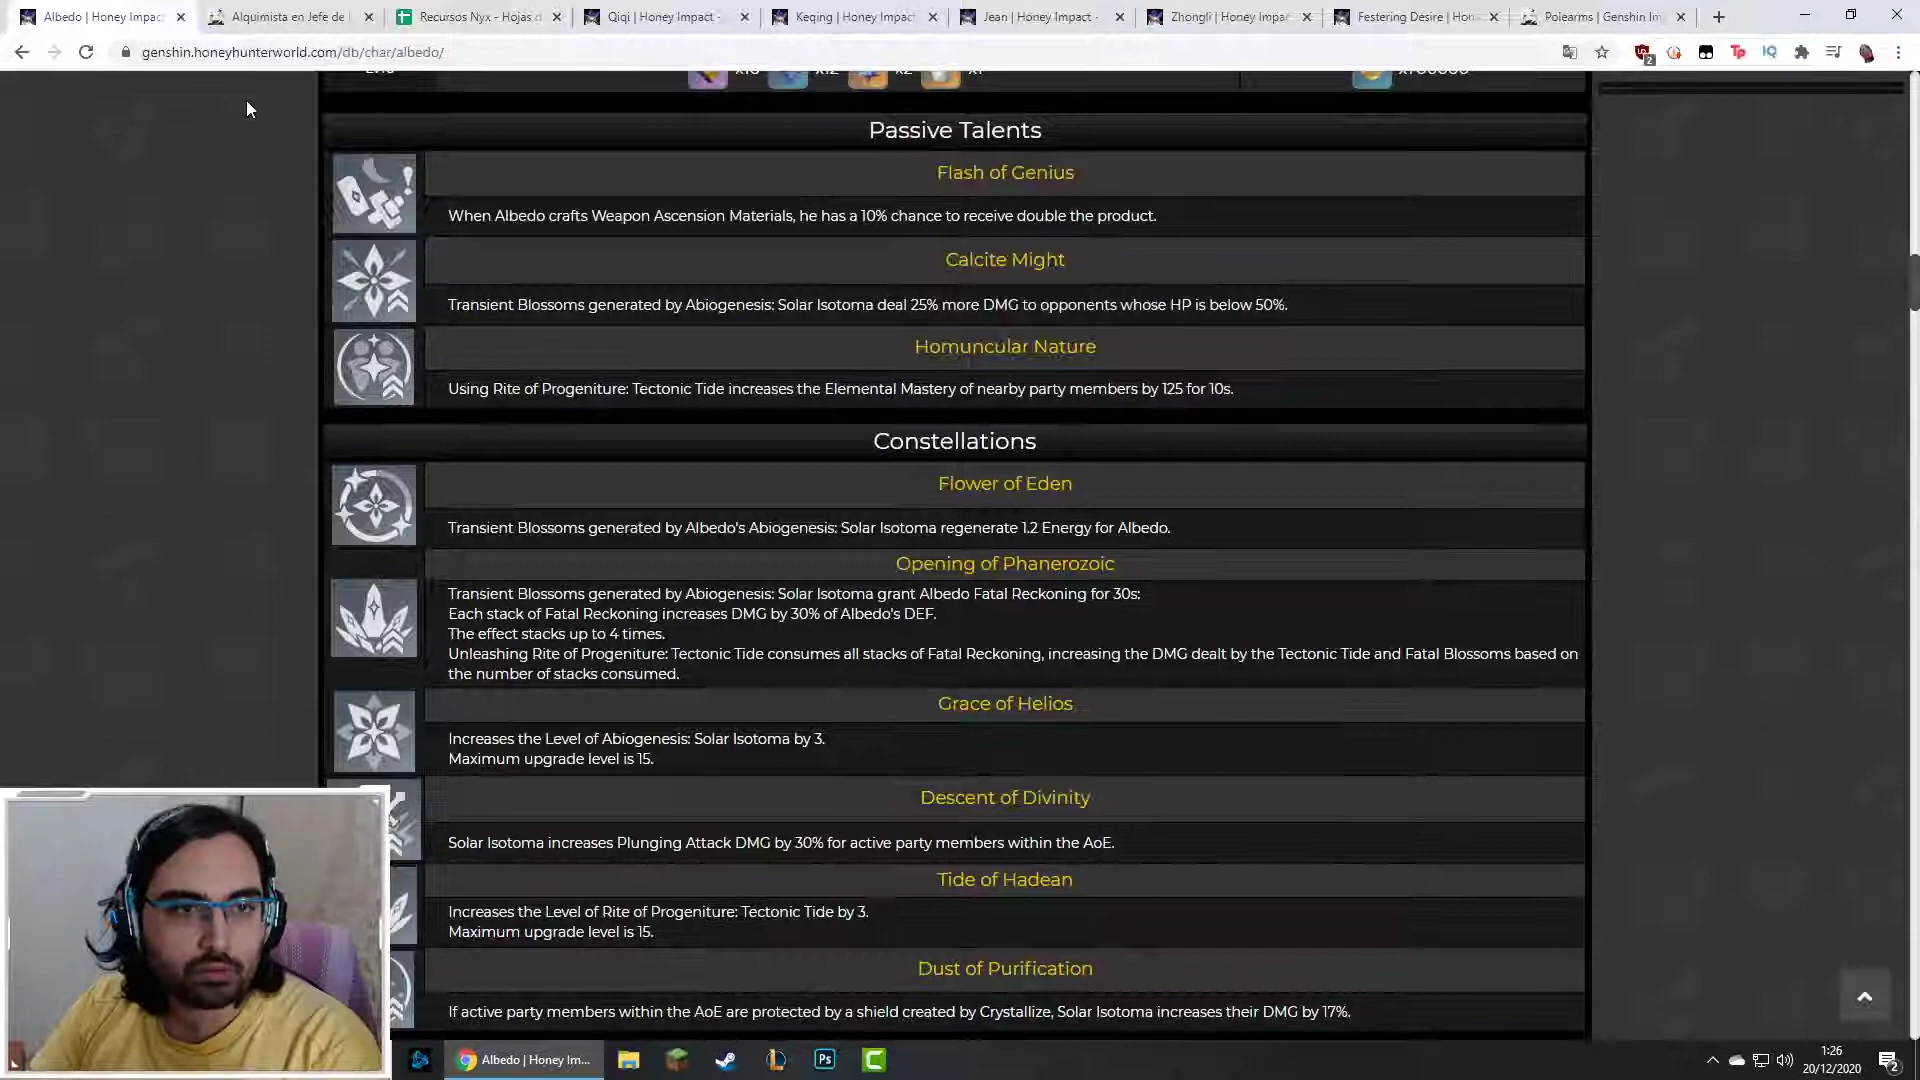 Albedo | Honey Impac
Alquimista en Jefe de
Recursos Nyx - Hojas d
Qiqi | Honey Impact -
Keqing | Honey Impact
Jean | Honey Impact -
Zhongli | Honey Impac
Festering Desire | Hon
Polearms | Genshin Im
genshin.honeyhunterworld.com/db/char/albedo/
Passive Talents
Flash of Genius
When Albedo crafts Weapon Ascension Materials, he has a 10% chance to receive double the product.
Calcite Might
Transient Blossoms generated by Abiogenesis: Solar Isotoma deal 25% more DMG to opponents whose HP is below 50%.
Homuncular Nature
Using Rite of Progeniture: Tectonic Tide increases the Elemental Mastery of nearby party members by 125 for 10s.
Constellations
Flower of Eden
Transient Blossoms generated by Albedo's Abiogenesis: Solar Isotoma regenerate 1.2 Energy for Albedo.
Opening of Phanerozoic
Transient Blossoms generated by Abiogenesis: Solar Isotoma grant Albedo Fatal Reckoning for 30s:
Each stack of Fatal Reckoning increases DMG by 30% of Albedo's DEF.
The effect stacks up to 4 times.
Unleashing Rite of Progeniture: Tectonic Tide consumes all stacks of Fatal Reckoning, increasing the DMG dealt by the Tectonic Tide and Fatal Blossoms based on
the number of stacks consumed.
Grace of Helios
Increases the Level of Abiogenesis: Solar Isotoma by 3.
Maximum upgrade level is 15.
Descent of Divinity
Solar Isotoma increases Plunging Attack DMG by 30% for active party members within the AoE.
Tide of Hadean
Increases the Level of Rite of Progeniture: Tectonic Tide by 3.
Maximum upgrade level is 15.
Dust of Purification
If active party members within the AoE are protected by a shield created by Crystallize, Solar Isotoma increases their DMG by 17%.
Albedo | Honey Im...
Ps
1:26
20/12/2020
2